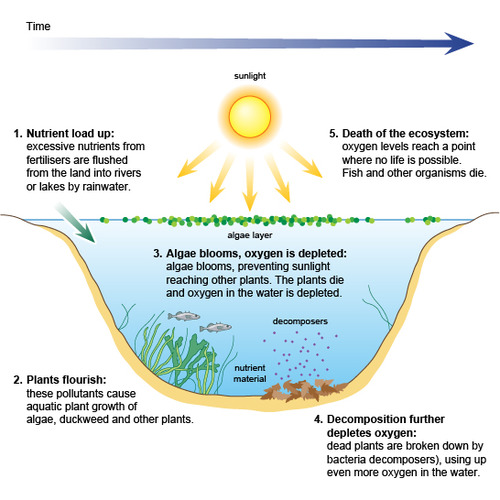 Time
sunlight
1. Nutrient load up:
excessive nutrients from
fertilisers are flushed
from the land into rivers
or lakes by rainwater.
5. Death of the ecosystem:
oxygen levels reach a point
where no life is possible.
Fish and other organisms die.
algae layer
3. Algae blooms, oxygen is depleted:
algae blooms, preventing sunlight
reaching other plants. The plants die
and oxygen in the water is depleted.
decomposers
nutrient
material
2. Plants flourish:
these pollutants cause
aquatic plant growth of
algae, duckweed and other plants.
4. Decomposition further
depletes oxygen:
dead plants are broken down by
bacteria decomposers), using up
even more oxygen in the water.